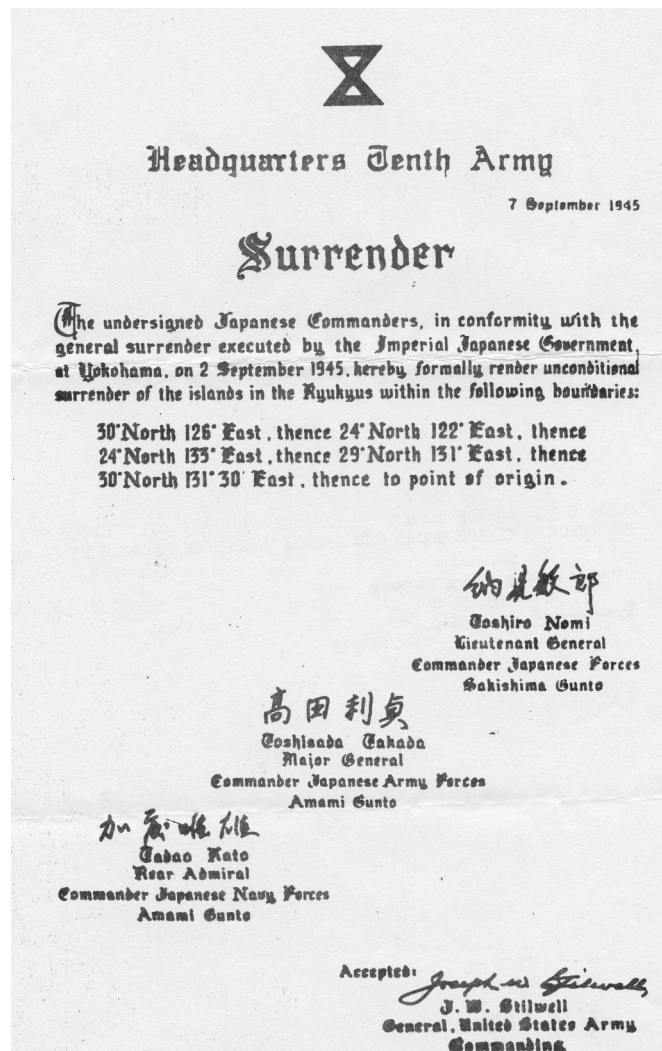 Headquarters Tenth Army
7 September 1945
Surrender
The undersigned Japanese Commanders, in conformity with the
general surrender executed by the Imperial Japanese Government,
at Yokohama, on 2 September 1945, hereby formally render unconditional
surrender of the islands in the Ryukyus within the following boundaries:
30° North 126° East, thence 24° North 122° East, thence
24° North 133° East, thence 29° North 131° East, thence
30° North 131° 30' East, thence to point of origin.
納見敏郎
Toshiro Nomi
Lieutenant General
Commander Japanese Forces
Sakishima Gunto
高田利貞
Toshisada Takada
Major General
Commander Japanese Army Forces
Amami Gunto
加藤唯雄
Tadao Kato
Rear Admiral
Commander Japanese Navy Forces
Amami Gunto
Accepted: Joseph W Stilwell
J. W. Stilwell
General, United States Army
Commanding